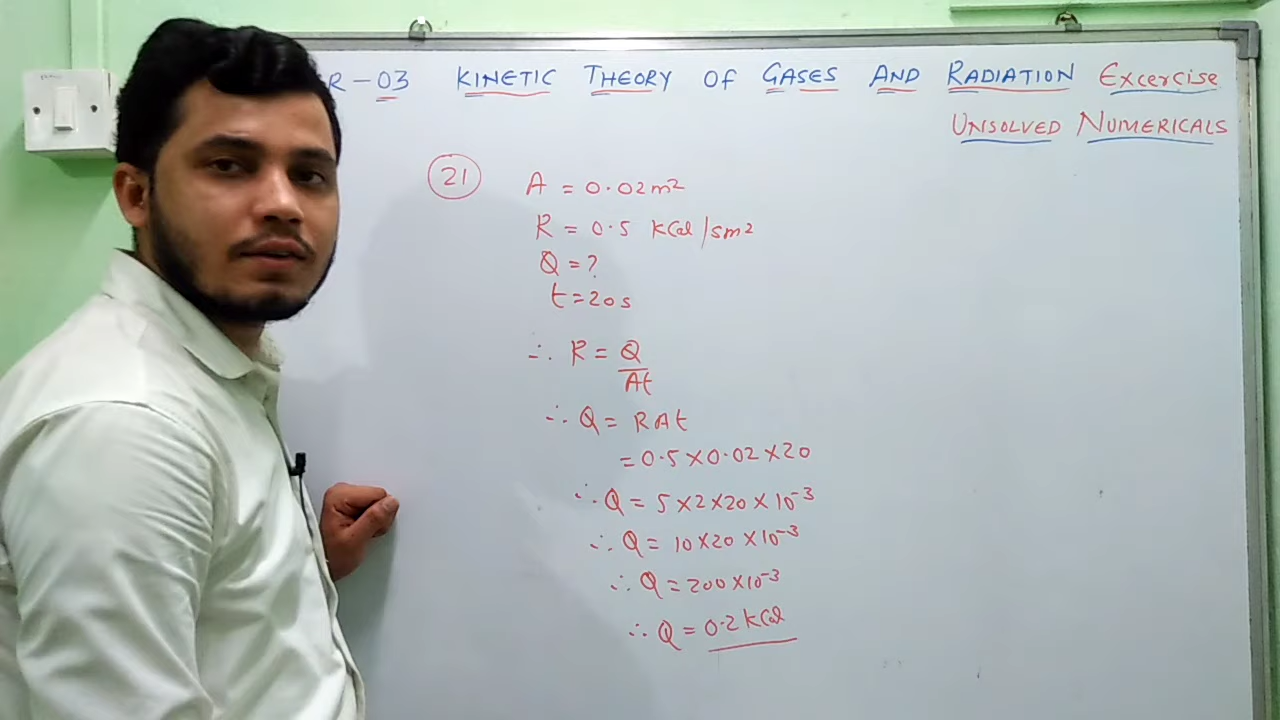 R-03 KINETIC THEORY OF GASES AND RADIATION Excercise
UNSOLVED NUMERICALS
21
A = 0.02m²
R = 0.5 kCal/sm²
Q = ?
t = 20s
∴ R = Q/At
∴ Q = RAt
= 0.5 × 0.02 × 20
∴ Q = 5 × 2 × 20 × 10⁻³
∴ Q = 10 × 20 × 10⁻³
∴ Q = 200 × 10⁻³
∴ Q = 0.2 kCal